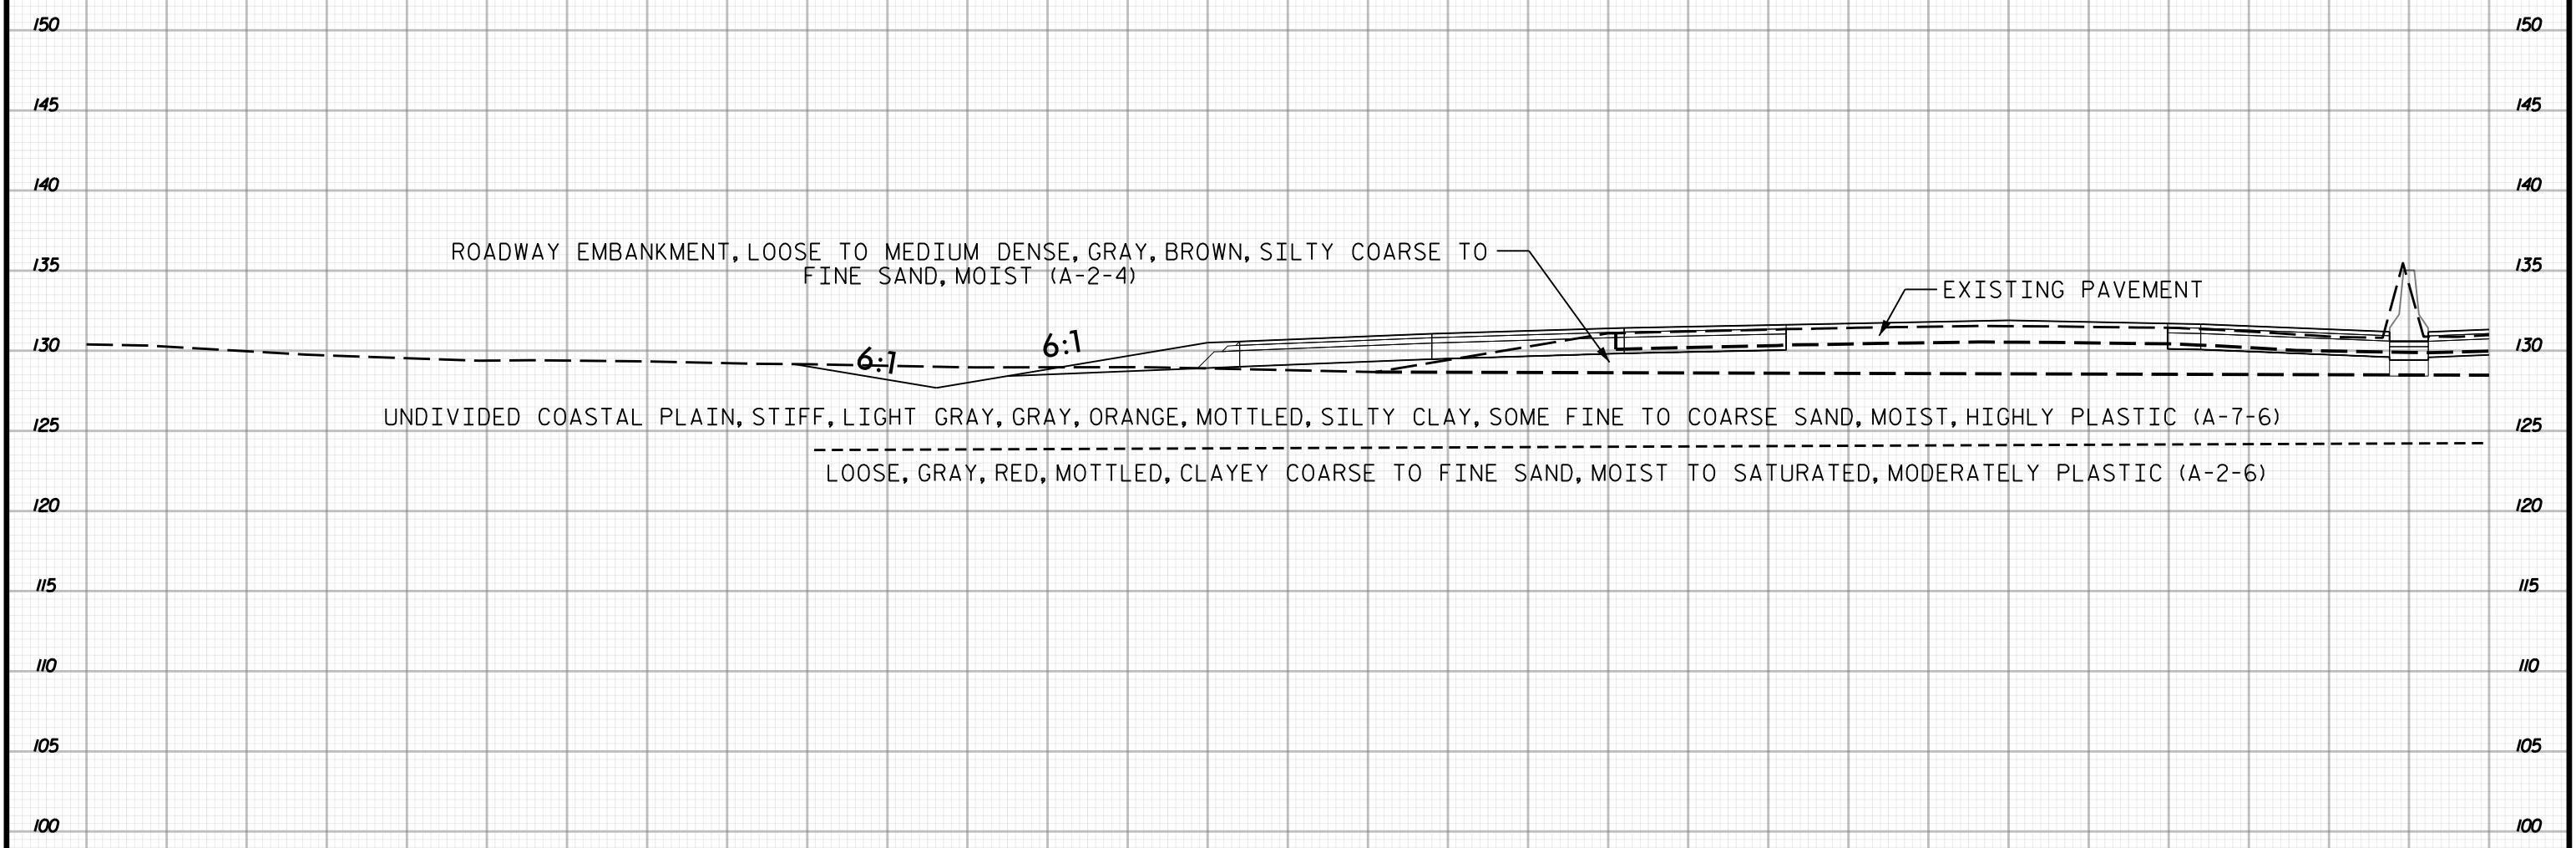 150 150
145 145
140 140
ROADWAY EMBANKMENT, LOOSE TO MEDIUM DENSE, GRAY, BROWN, SILTY COARSE TO
135 135
FINE SAND, MOIST (A-2-4)
EXISTING PAVEMENT
130 6:1 6:1 130
UNDIVIDED COASTAL PLAIN, STIFF, LIGHT GRAY, GRAY, ORANGE, MOTTLED, SILTY CLAY, SOME FINE TO COARSE SAND, MOIST, HIGHLY PLASTIC (A-7-6)
125 125
LOOSE, GRAY, RED, MOTTLED, CLAYEY COARSE TO FINE SAND, MOIST TO SATURATED, MODERATELY PLASTIC (A-2-6)
120 120
115 115
110 110
105 105
100 100